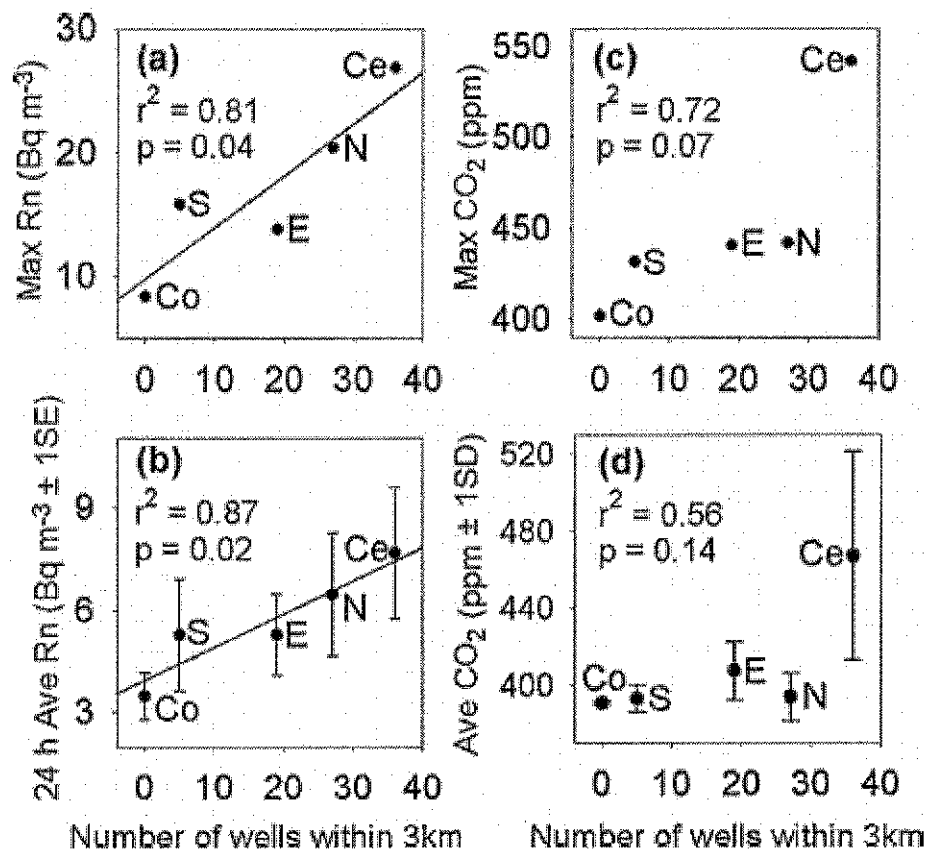 30
(a)
Ce
r² = 0.81
p = 0.04
20
N
S
E
10
Co
Max Rn (Bq m⁻³)
0 10 20 30 40
550
(c)
Ce
r² = 0.72
p = 0.07
500
450
S
E
N
400
Co
Max CO₂ (ppm)
0 10 20 30 40
(b)
9
r² = 0.87
p = 0.02
Ce
6
S
E
N
3
Co
24 h Ave Rn (Bq m⁻³ ± 1SE)
0 10 20 30 40
Number of wells within 3km
520
(d)
r² = 0.56
p = 0.14
480
Ce
440
400
Co
S
E
N
Ave CO₂ (ppm ± 1SD)
0 10 20 30 40
Number of wells within 3km